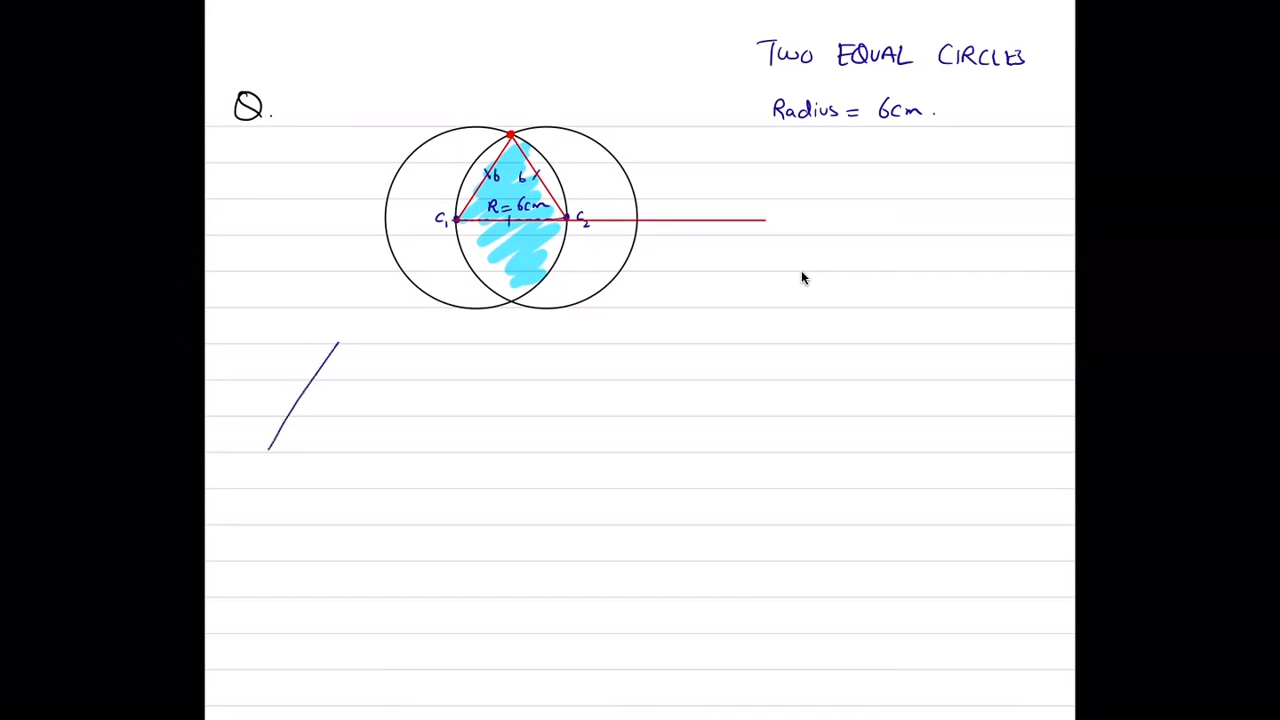 TWO EQUAL CIRCLES
Q.
Radius = 6cm.
6 6
R = 6cm
C₁ C₂